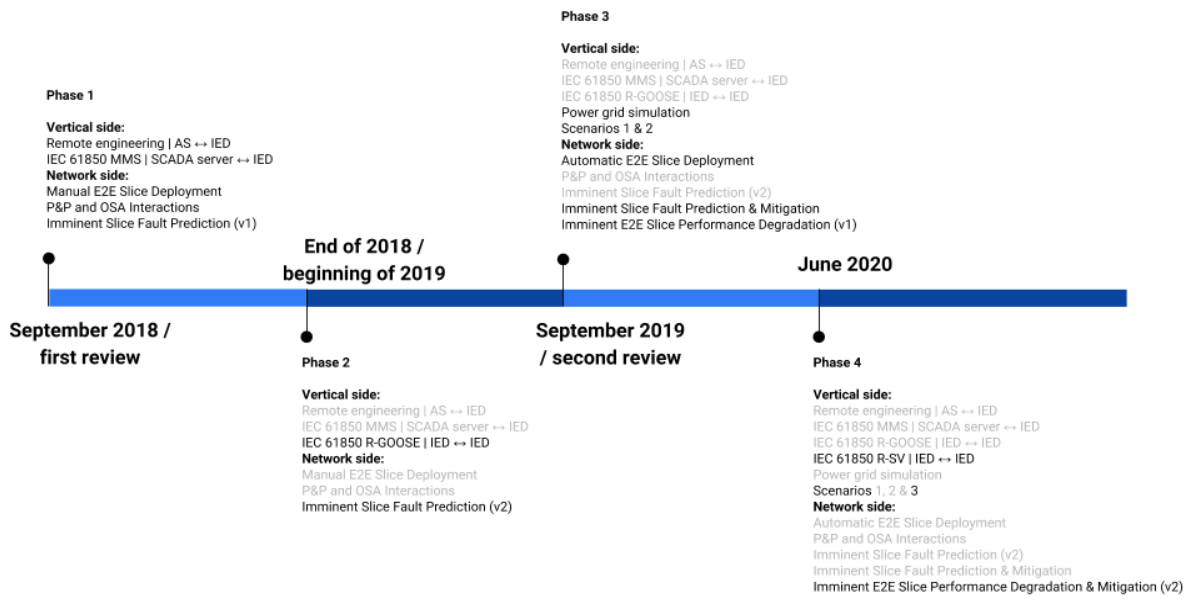 Phase 1
Vertical side:
Remote engineering | AS ↔ IED
IEC 61850 MMS | SCADA server ↔ IED
Network side:
Manual E2E Slice Deployment
P&P and OSA Interactions
Imminent Slice Fault Prediction (v1)
Phase 3
Vertical side:
Remote engineering | AS ↔ IED
IEC 61850 MMS | SCADA server ↔ IED
IEC 61850 R-GOOSE | IED ↔ IED
Power grid simulation
Scenarios 1 & 2
Network side:
Automatic E2E Slice Deployment
P&P and OSA Interactions
Imminent Slice Fault Prediction (v2)
Imminent Slice Fault Prediction & Mitigation
Imminent E2E Slice Performance Degradation (v1)
End of 2018 /
beginning of 2019
June 2020
September 2018 /
first review
September 2019
/ second review
Phase 2
Vertical side:
Remote engineering | AS ↔ IED
IEC 61850 MMS | SCADA server ↔ IED
IEC 61850 R-GOOSE | IED ↔ IED
Network side:
Manual E2E Slice Deployment
P&P and OSA Interactions
Imminent Slice Fault Prediction (v2)
Phase 4
Vertical side:
Remote engineering | AS ↔ IED
IEC 61850 MMS | SCADA server ↔ IED
IEC 61850 R-GOOSE | IED ↔ IED
IEC 61850 R-SV | IED ↔ IED
Power grid simulation
Scenarios 1, 2 & 3
Network side:
Automatic E2E Slice Deployment
P&P and OSA Interactions
Imminent Slice Fault Prediction (v2)
Imminent Slice Fault Prediction & Mitigation
Imminent E2E Slice Performance Degradation & Mitigation (v2)